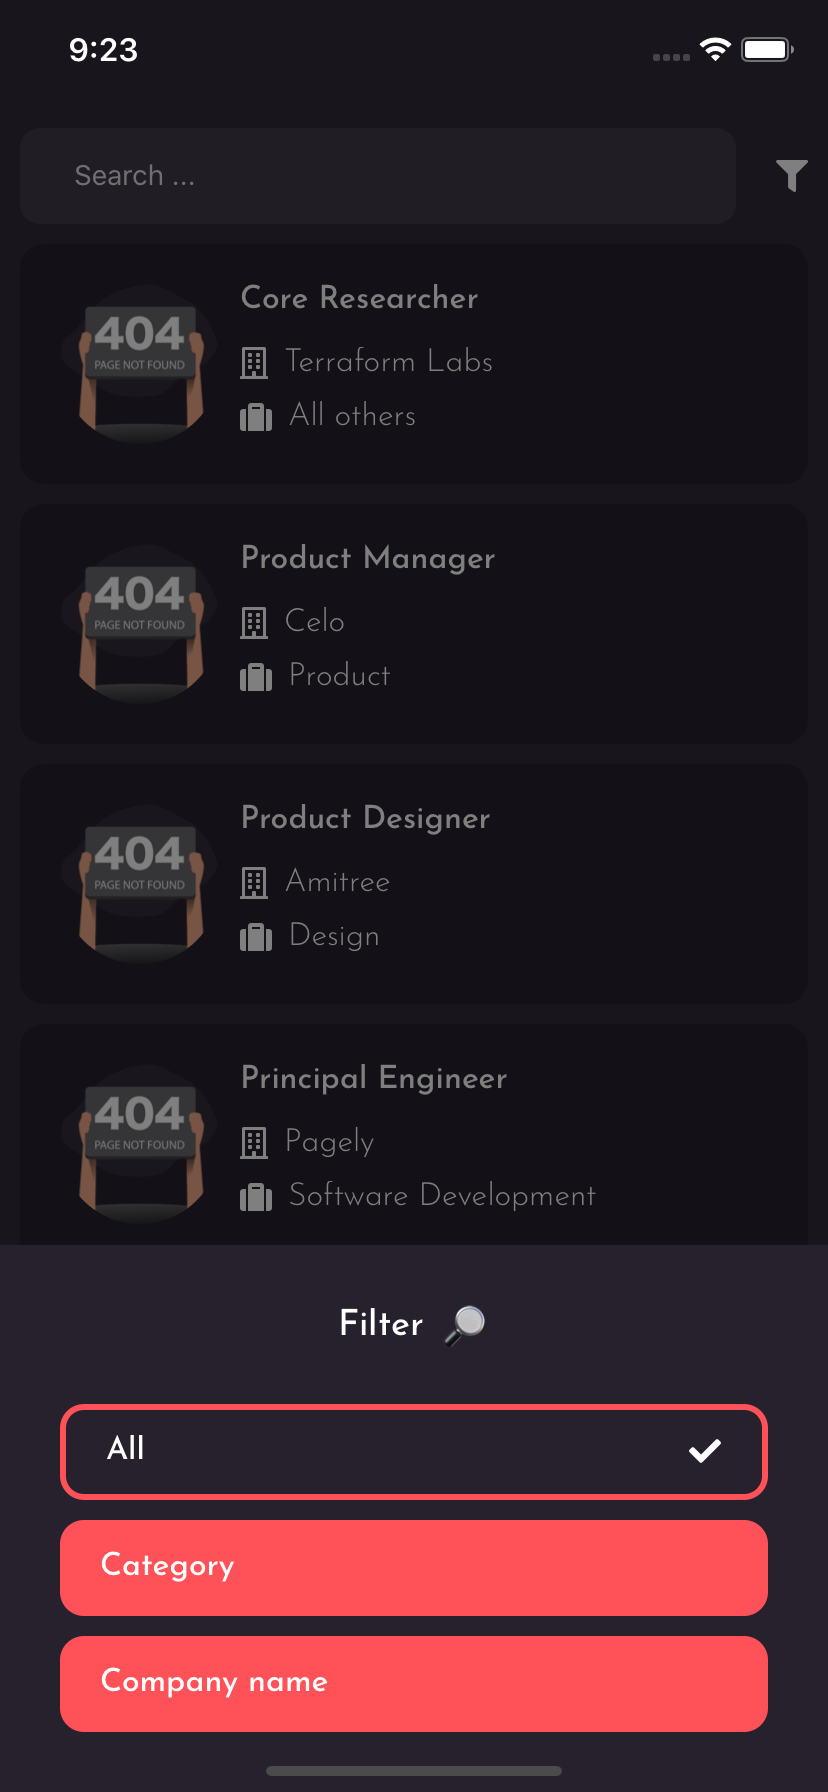 9:23
Search ...
Core Researcher
404
PAGE NOT FOUND
Terraform Labs
All others
Product Manager
404
PAGE NOT FOUND
Celo
Product
Product Designer
404
PAGE NOT FOUND
Amitree
Design
Principal Engineer
404
PAGE NOT FOUND
Pagely
Software Development
Filter 🔎
All
Category
Company name